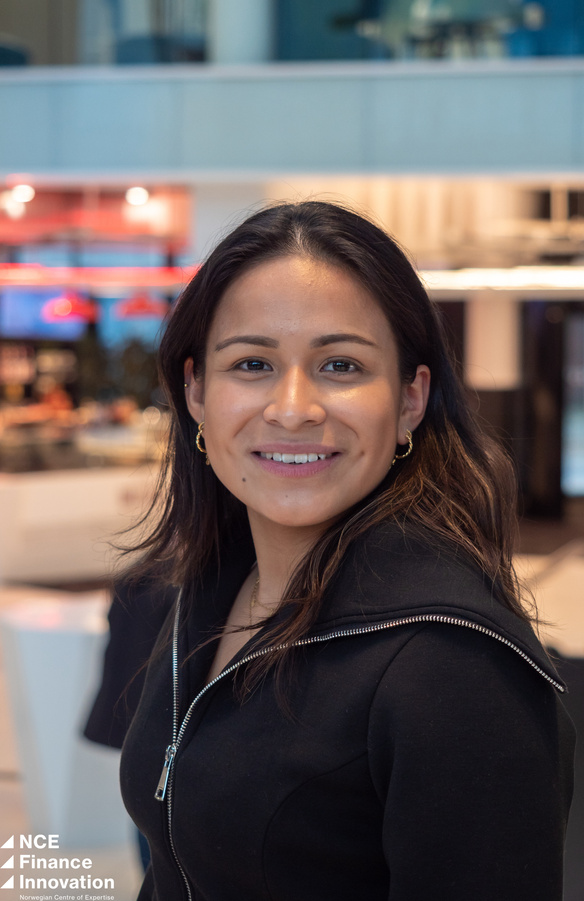 NCE
Finance
Innovation
Norwegian Centre of Expertise